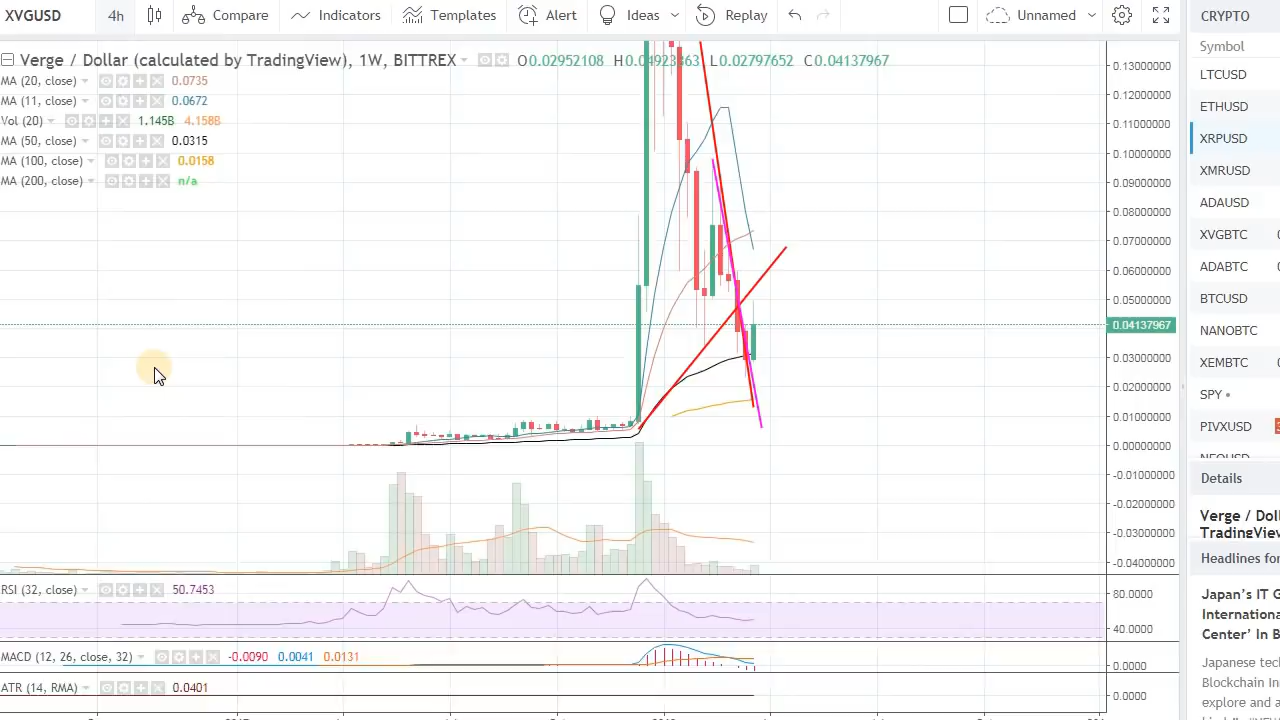 XVGUSD 4h Compare Indicators Templates Alert Ideas Replay Unnamed
CRYPTO
Symbol
LTCUSD
ETHUSD
XRPUSD
XMRUSD
ADAUSD
XVGBTC 0
ADABTC 0
BTCUSD
NANOBTC
XEMBTC
SPY
PIVXUSD
NEOUSD
Details
Verge / Doll
TradingView
Headlines for
Japan's IT G
Internationa
Center' In B
Japanese tech
Blockchain In
explore and a
Verge / Dollar (calculated by TradingView), 1W, BITTREX O0.02952108 H0.04923363 L0.02797652 C0.04137967
MA (20, close) 0.0735
MA (11, close) 0.0672
Vol (20) 1.145B 4.158B
MA (50, close) 0.0315
MA (100, close) 0.0158
MA (200, close) n/a
0.13000000
0.12000000
0.11000000
0.10000000
0.09000000
0.08000000
0.07000000
0.06000000
0.05000000
0.04137967
0.03000000
0.02000000
0.01000000
0.00000000
-0.01000000
-0.02000000
-0.03000000
-0.04000000
RSI (32, close) 50.7453
80.0000
40.0000
MACD (12, 26, close, 32) -0.0090 0.0041 0.0131
0.0000
ATR (14, RMA) 0.0401
0.0000